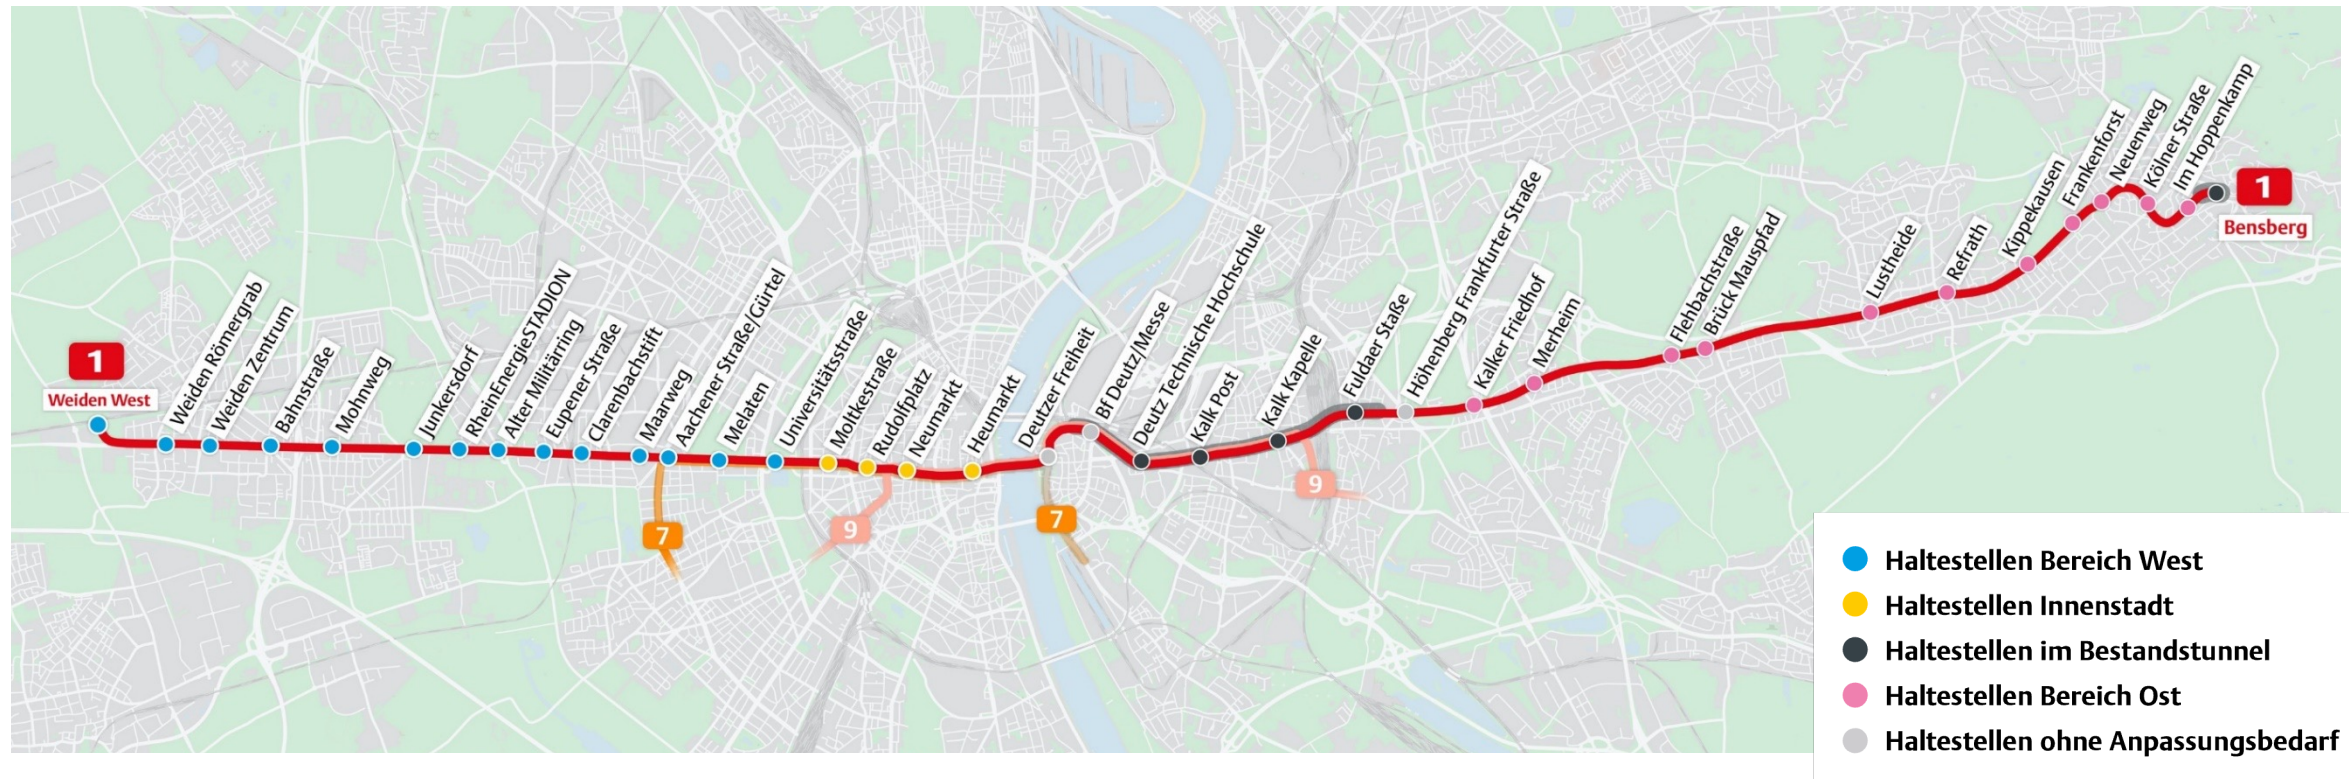 1
Weiden West
Weiden Römergrab
Weiden Zentrum
Bahnstraße
Mohnweg
Junkersdorf
RheinEnergieSTADION
Alter Militärring
Eupener Straße
Clarenbachstift
Maarweg
Aachener Straße/Gürtel
Melaten
Universitätsstraße
Moltkestraße
Rudolfplatz
Neumarkt
Heumarkt
Deutzer Freiheit
Bf Deutz/Messe
Deutz Technische Hochschule
Kalk Post
Kalk Kapelle
Fuldaer Staße
Höhenberg Frankfurter Straße
Kalker Friedhof
Merheim
Flehbachstraße
Brück Mauspfad
Lustheide
Refrath
Kippekausen
Frankenforst
Neuenweg
Kölner Straße
Im Hoppenkamp
1
Bensberg
7
9
7
9
Haltestellen Bereich West
Haltestellen Innenstadt
Haltestellen im Bestandstunnel
Haltestellen Bereich Ost
Haltestellen ohne Anpassungsbedarf